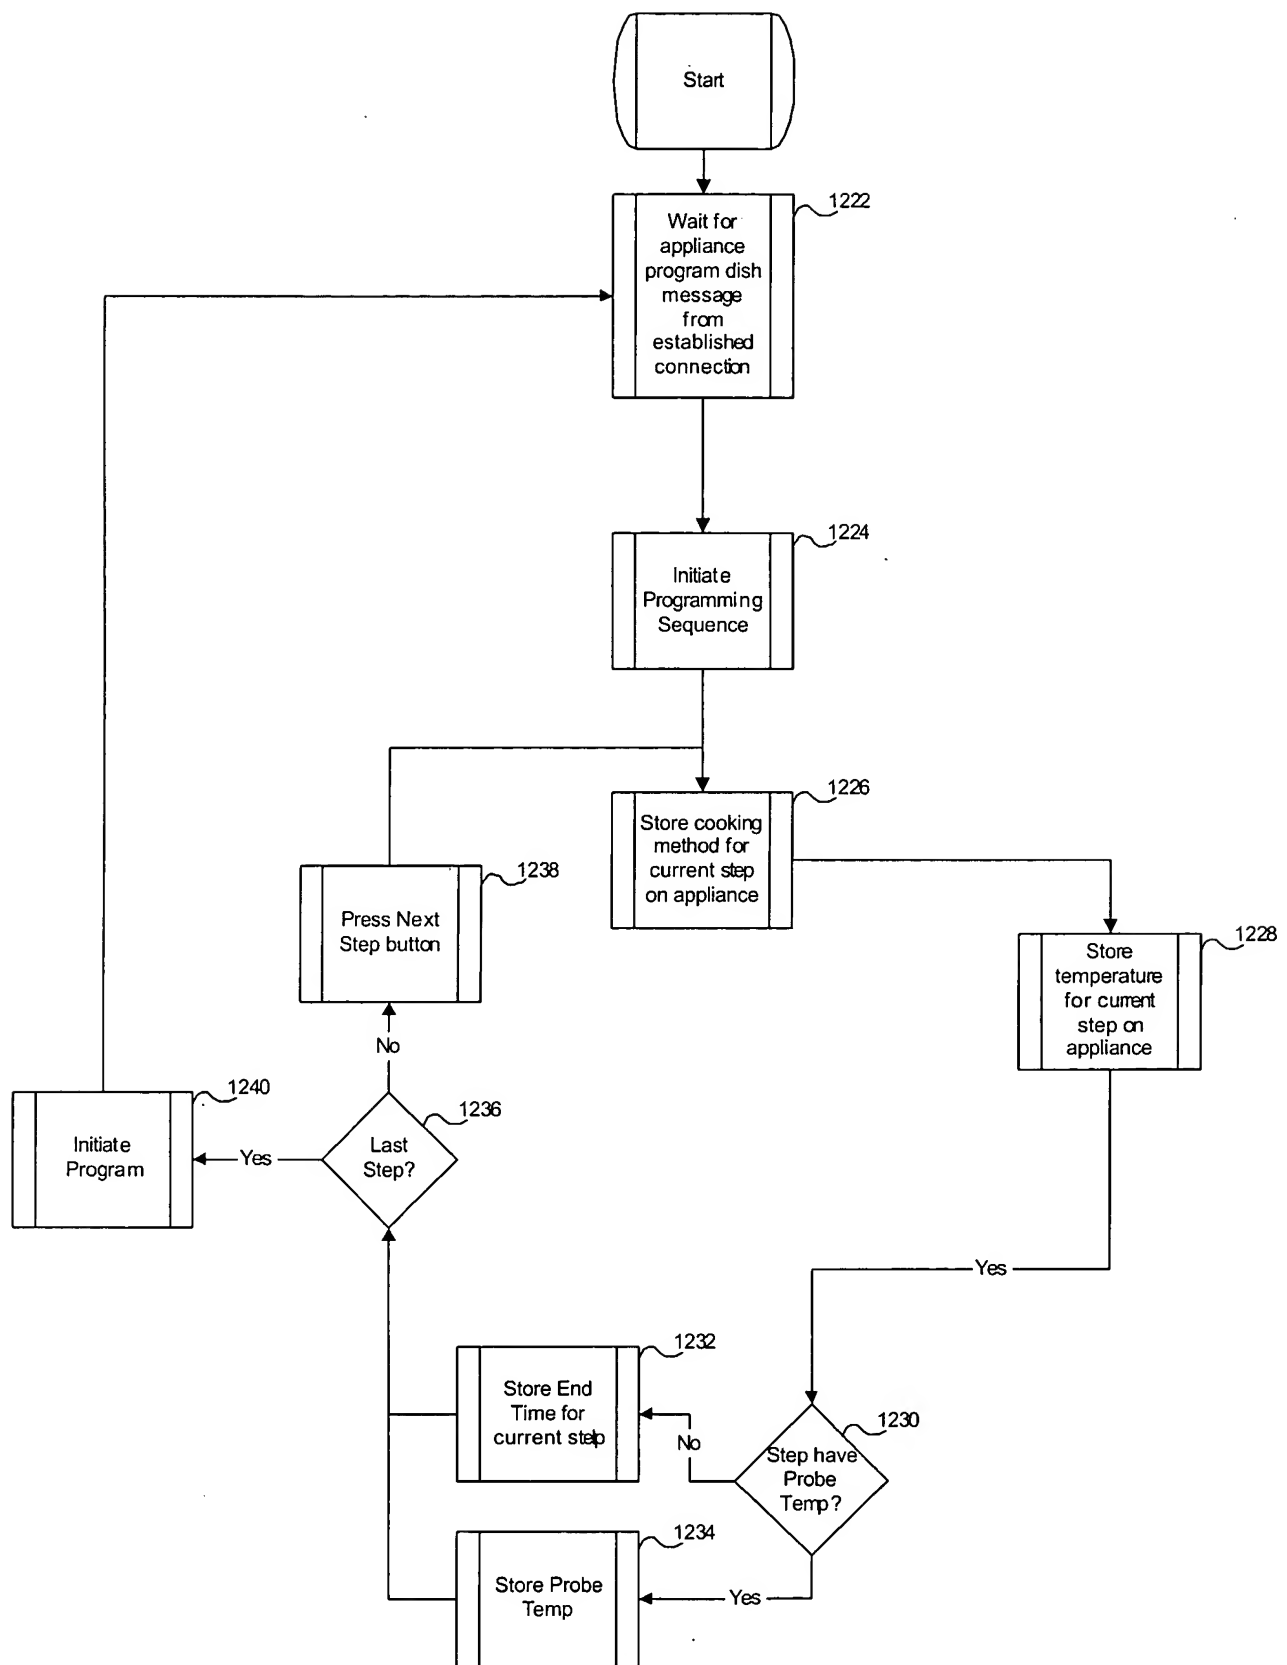 Start
1222
Wait for
appliance
program dish
message
from
established
connection
1224
Initiate
Programming
Sequence
1226
Store cooking
method for
current step
on appliance
1238
Press Next
Step button
1228
Store
temperature
for current
step on
appliance
No
1240
Initiate
Program
Yes
1236
Last
Step?
Yes
1232
Store End
Time for
current step
No
1230
Step have
Probe
Temp?
1234
Store Probe
Temp
Yes